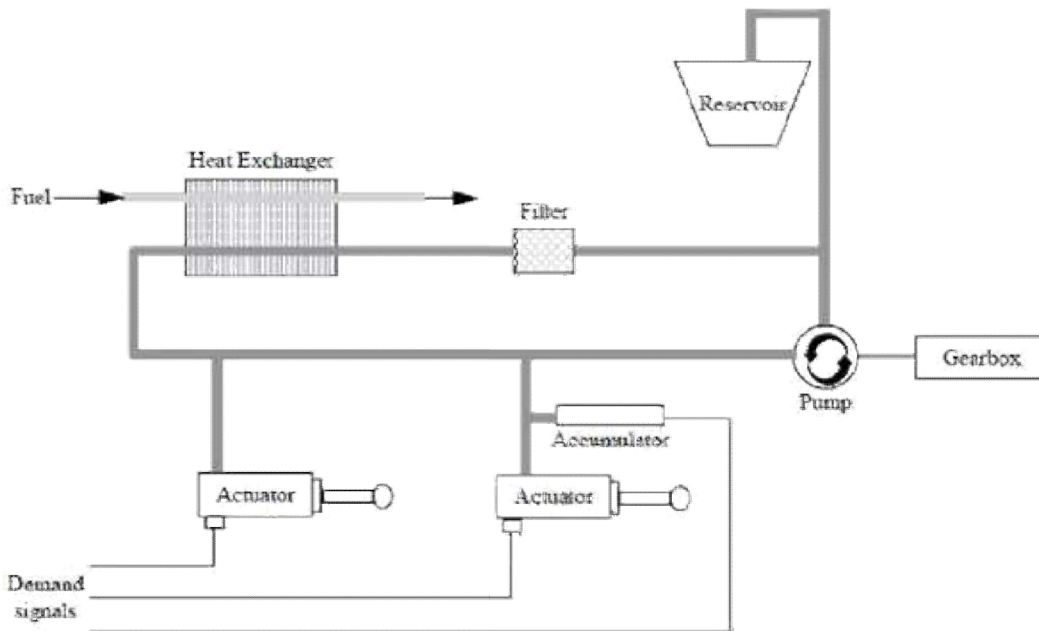 Reservoir
Heat Exchanger
Fuel
Filter
Gearbox
Pump
Accumulator
Actuator
Actuator
Demand
signals